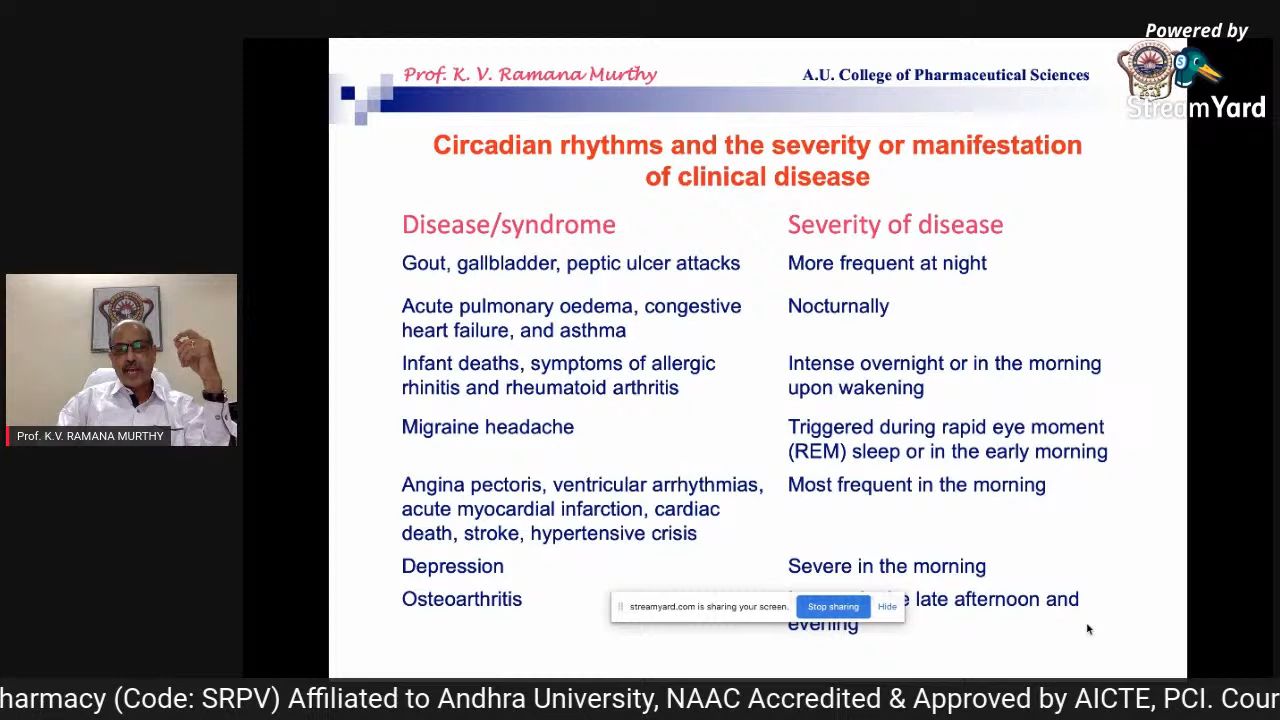 Powered by
StreamYard
Prof. K. V. Ramana Murthy
A.U. College of Pharmaceutical Sciences
Circadian rhythms and the severity or manifestation
of clinical disease
Disease/syndrome
Severity of disease
Gout, gallbladder, peptic ulcer attacks
More frequent at night
Acute pulmonary oedema, congestive
heart failure, and asthma
Nocturnally
Infant deaths, symptoms of allergic
rhinitis and rheumatoid arthritis
Intense overnight or in the morning
upon wakening
Migraine headache
Triggered during rapid eye moment
(REM) sleep or in the early morning
Angina pectoris, ventricular arrhythmias,
acute myocardial infarction, cardiac
death, stroke, hypertensive crisis
Most frequent in the morning
Depression
Severe in the morning
Osteoarthritis
late afternoon and
evening
streamyard.com is sharing your screen.
Stop sharing
Hide
Prof. K.V. RAMANA MURTHY
harmacy (Code: SRPV) Affiliated to Andhra University, NAAC Accredited & Approved by AICTE, PCI. Cour